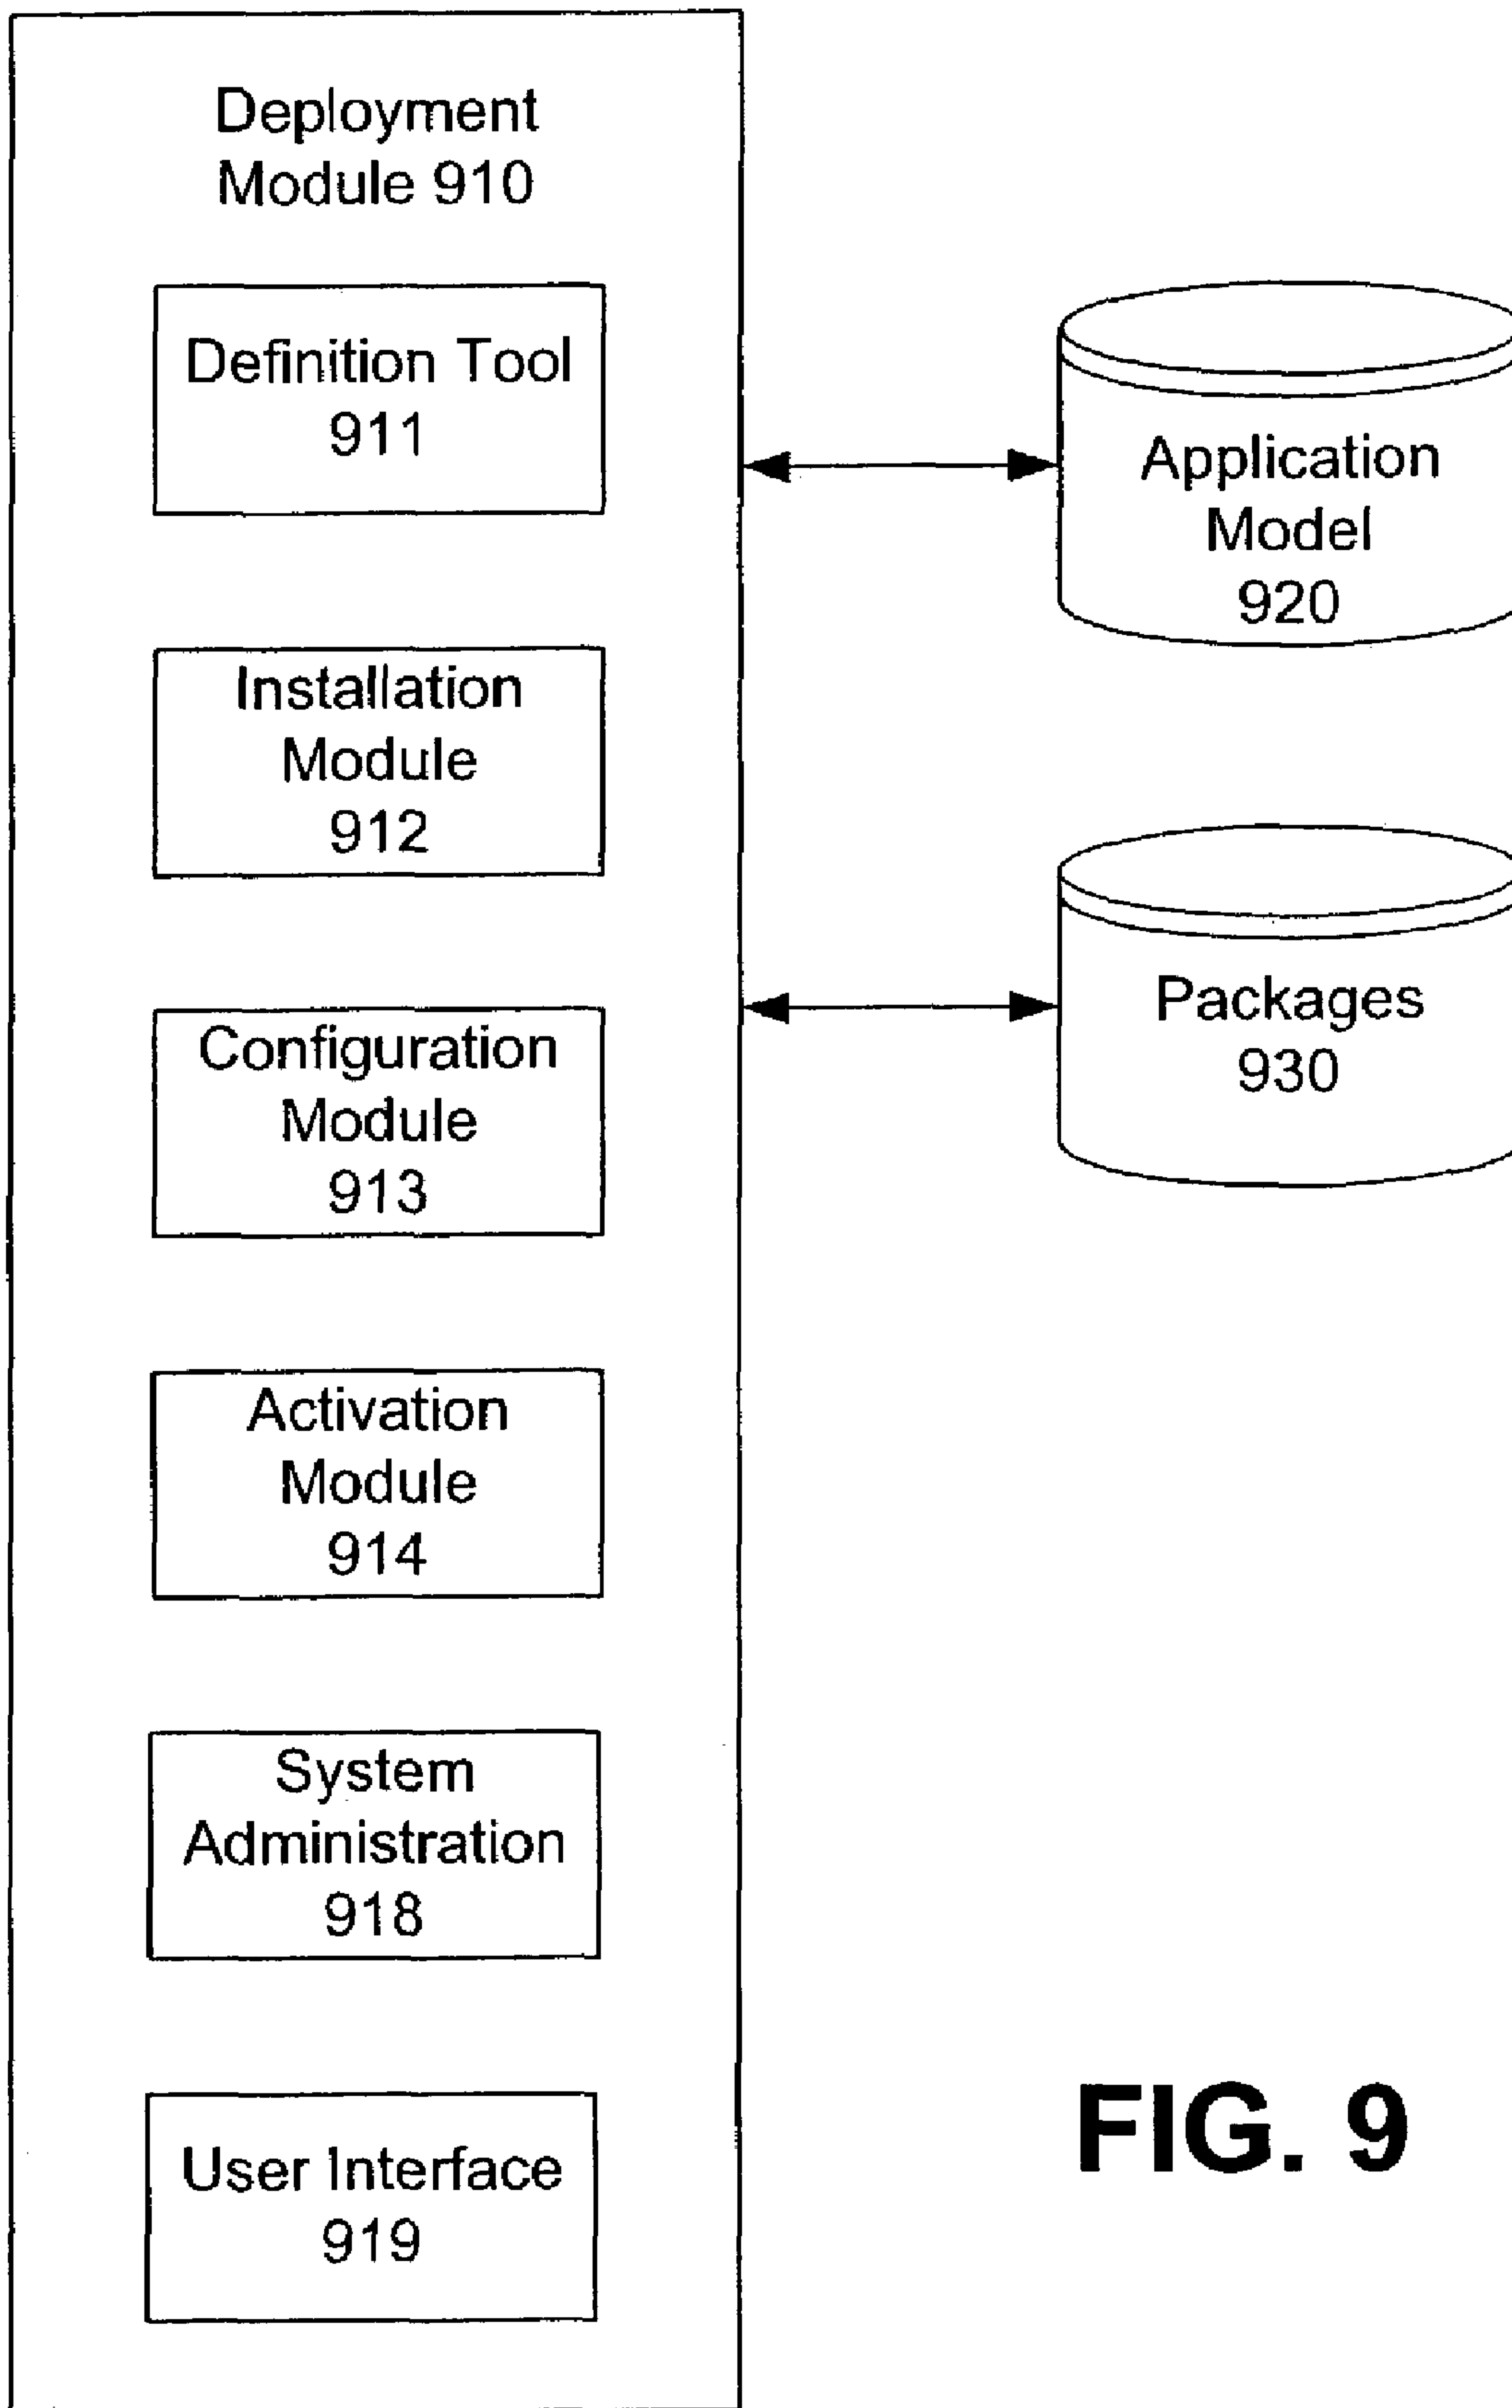 Deployment
Module 910
Definition Tool
911
Installation
Module
912
Configuration
Module
913
Activation
Module
914
System
Administration
918
User Interface
919
Application
Model
920
Packages
930
FIG. 9